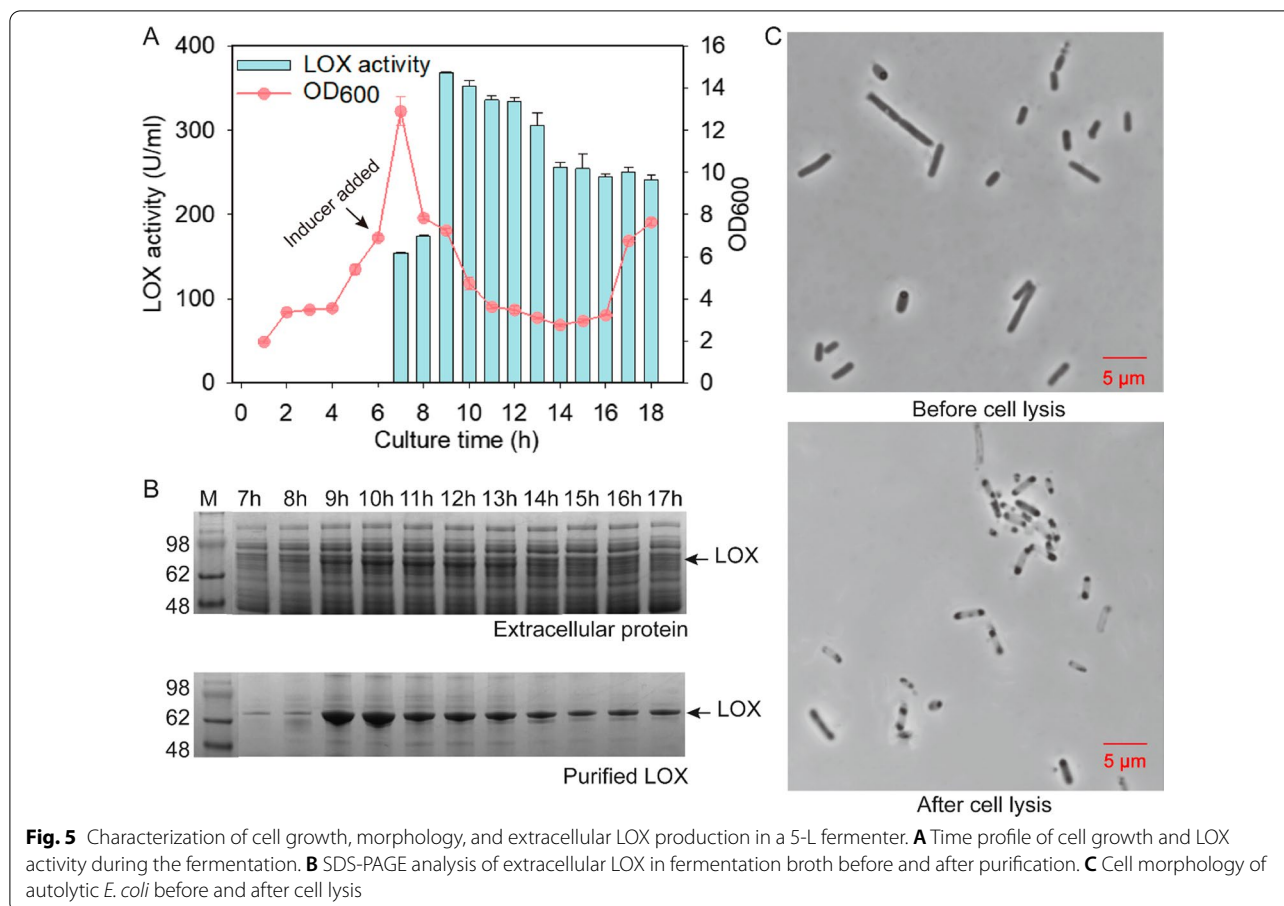 A
400
350
300
250
200
150
100
50
0
LOX activity (U/ml)
LOX activity
OD600
Inducer added
16
14
12
10
8
6
4
2
0
OD600
0 2 4 6 8 10 12 14 16 18
Culture time (h)
B
M 7h 8h 9h 10h 11h 12h 13h 14h 15h 16h 17h
98
62
48
LOX
Extracellular protein
98
62
48
LOX
Purified LOX
C
5 µm
Before cell lysis
5 µm
After cell lysis
Fig. 5 Characterization of cell growth, morphology, and extracellular LOX production in a 5-L fermenter. A Time profile of cell growth and LOX
activity during the fermentation. B SDS-PAGE analysis of extracellular LOX in fermentation broth before and after purification. C Cell morphology of
autolytic E. coli before and after cell lysis